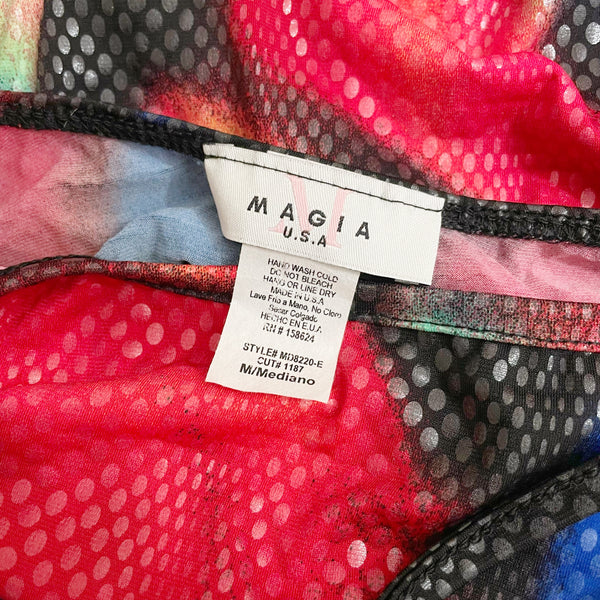 M
MAGIA
U.S.A
HAND WASH COLD
DO NOT BLEACH
HANG OR LINE DRY
MADE IN U.S.A
Lave Frio a Mano, No Cloro
Secar Colgado
HECHO EN E.U.A
RN # 158624
STYLE# MD8220-E
CUT# 1187
M/Mediano